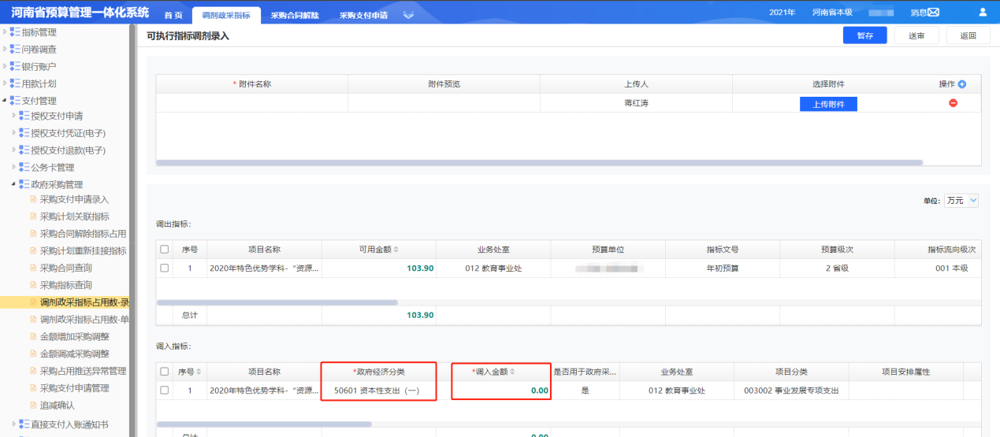 河南省预算管理一体化系统 首页 调剂政采指标 采购合同解除 采购支付申请 2021年 河南省本级 消息
指标管理
问卷调查
银行账户
用款计划
支付管理
授权支付申请
授权支付凭证(电子)
授权支付退款(电子)
公务卡管理
政府采购管理
采购支付申请录入
采购计划关联指标
采购合同解除指标占用
采购计划重新挂接指标
采购合同查询
采购指标查询
调剂政采指标占用数-录
调剂政采指标占用数-单
金额增加采购调整
金额调减采购调整
采购占用推送异常管理
采购支付申请管理
追减确认
直接支付入账通知书
可执行指标调剂录入 暂存 送审 返回
*附件名称 附件预览 上传人 选择附件 操作
蒋红涛 上传附件
单位: 万元
调出指标:
序号 项目名称 可用金额 业务处室 预算单位 指标文号 预算级次 指标流向级次
1 2020年特色优势学科-“资源... 103.90 012 教育事业处 年初预算 2 省级 001 本级
总计 103.90
调入指标:
序号 项目名称 *政府经济分类 *调入金额 是否用于政府采... 业务处室 项目分类 项目安排属性
1 2020年特色优势学科-“资源... 50601 资本性支出（一） 0.00 是 012 教育事业处 003002 事业发展专项支出
总计 0.00